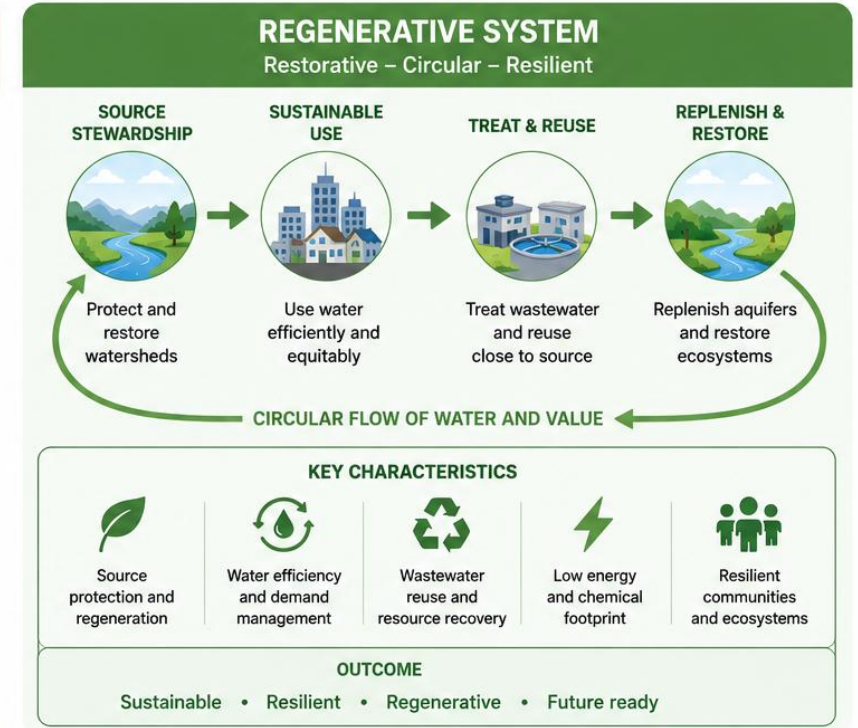 REGENERATIVE SYSTEM
Restorative – Circular – Resilient
SOURCE
STEWARDSHIP
SUSTAINABLE
USE
TREAT & REUSE
REPLENISH &
RESTORE
Protect and
restore
watersheds
Use water
efficiently and
equitably
Treat wastewater
and reuse
close to source
Replenish aquifers
and restore
ecosystems
CIRCULAR FLOW OF WATER AND VALUE
KEY CHARACTERISTICS
Source
protection and
regeneration
Water efficiency
and demand
management
Wastewater
reuse and
resource recovery
Low energy
and chemical
footprint
Resilient
communities
and ecosystems
OUTCOME
Sustainable • Resilient • Regenerative • Future ready